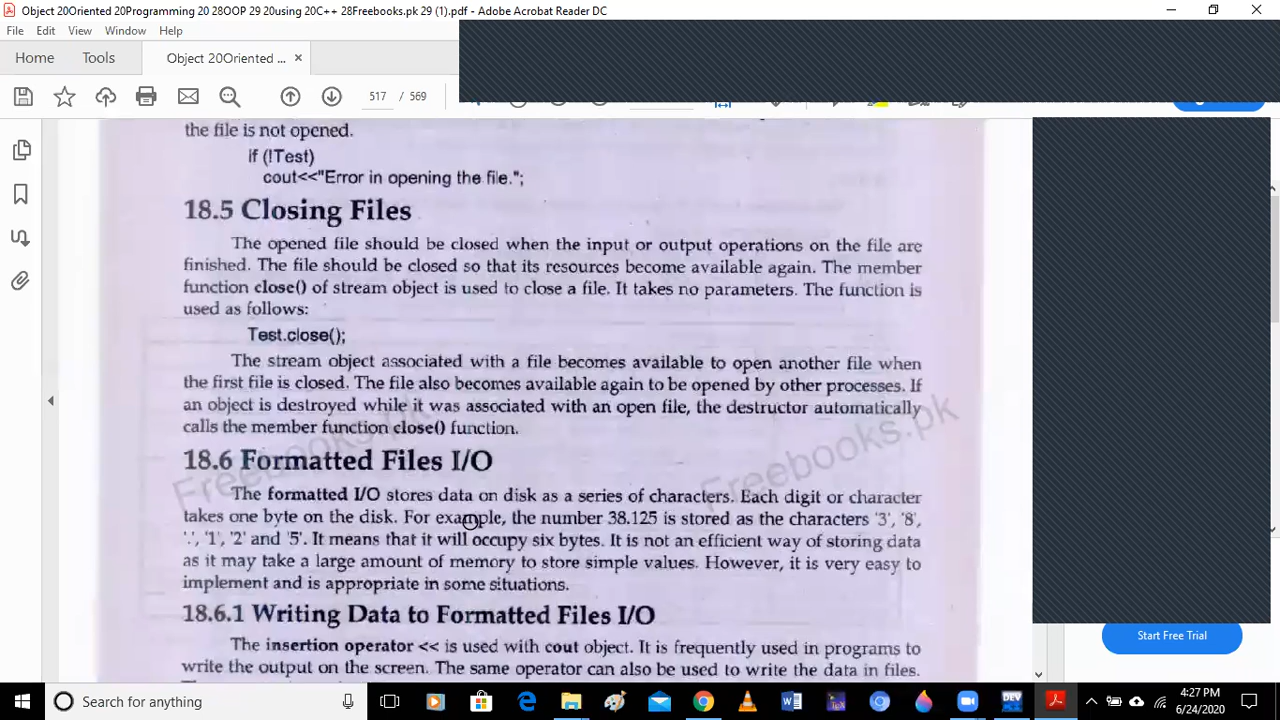 Object 20Oriented 20Programming 20 28OOP 29 20using 20C++ 28Freebooks.pk 29 (1).pdf - Adobe Acrobat Reader DC
File Edit View Window Help
Home Tools Object 20Oriented ... ×
517 / 569
the file is not opened.
if (!Test)
cout<<"Error in opening the file.";
18.5 Closing Files
The opened file should be closed when the input or output operations on the file are
finished. The file should be closed so that its resources become available again. The member
function close() of stream object is used to close a file. It takes no parameters. The function is
used as follows:
Test.close();
The stream object associated with a file becomes available to open another file when
the first file is closed. The file also becomes available again to be opened by other processes. If
an object is destroyed while it was associated with an open file, the destructor automatically
calls the member function close() function.
Freebooks.pk
Freebooks.pk
18.6 Formatted Files I/O
The formatted I/O stores data on disk as a series of characters. Each digit or character
takes one byte on the disk. For example, the number 38.125 is stored as the characters '3', '8',
'.', '1', '2' and '5'. It means that it will occupy six bytes. It is not an efficient way of storing data
as it may take a large amount of memory to store simple values. However, it is very easy to
implement and is appropriate in some situations.
18.6.1 Writing Data to Formatted Files I/O
The insertion operator << is used with cout object. It is frequently used in programs to
write the output on the screen. The same operator can also be used to write the data in files.
Start Free Trial
Search for anything
DEV
4:27 PM
6/24/2020